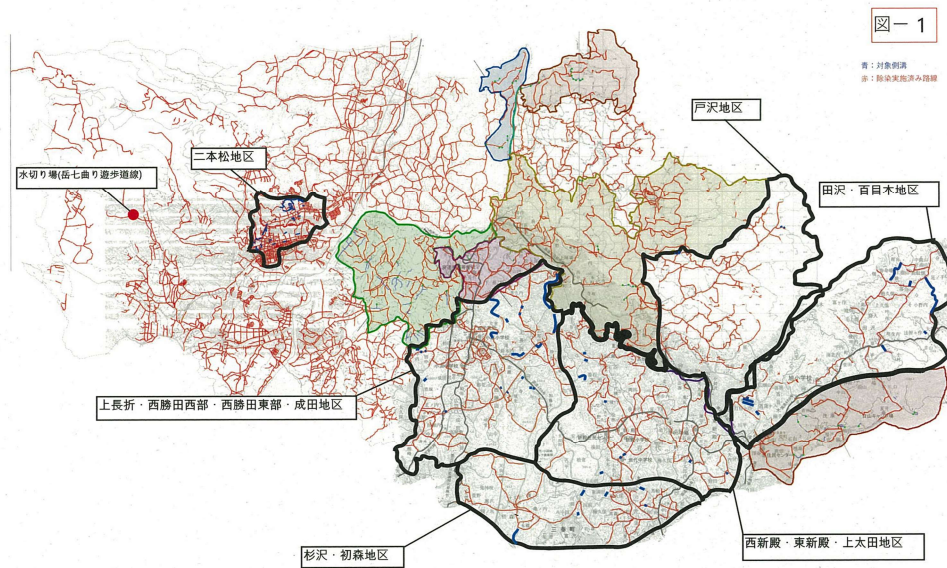 図－1
青：対象側溝
赤：除染実施済み路線
戸沢地区
二本松地区
水切り場(岳七曲り遊歩道線)
田沢・百目木地区
上長折・西勝田西部・西勝田東部・成田地区
西新殿・東新殿・上太田地区
杉沢・初森地区